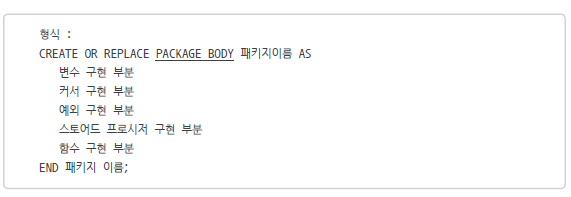 형식 :
CREATE OR REPLACE PACKAGE BODY 패키지이름 AS
변수 구현 부분
커서 구현 부분
예외 구현 부분
스토어드 프로시저 구현 부분
함수 구현 부분
END 패키지 이름;